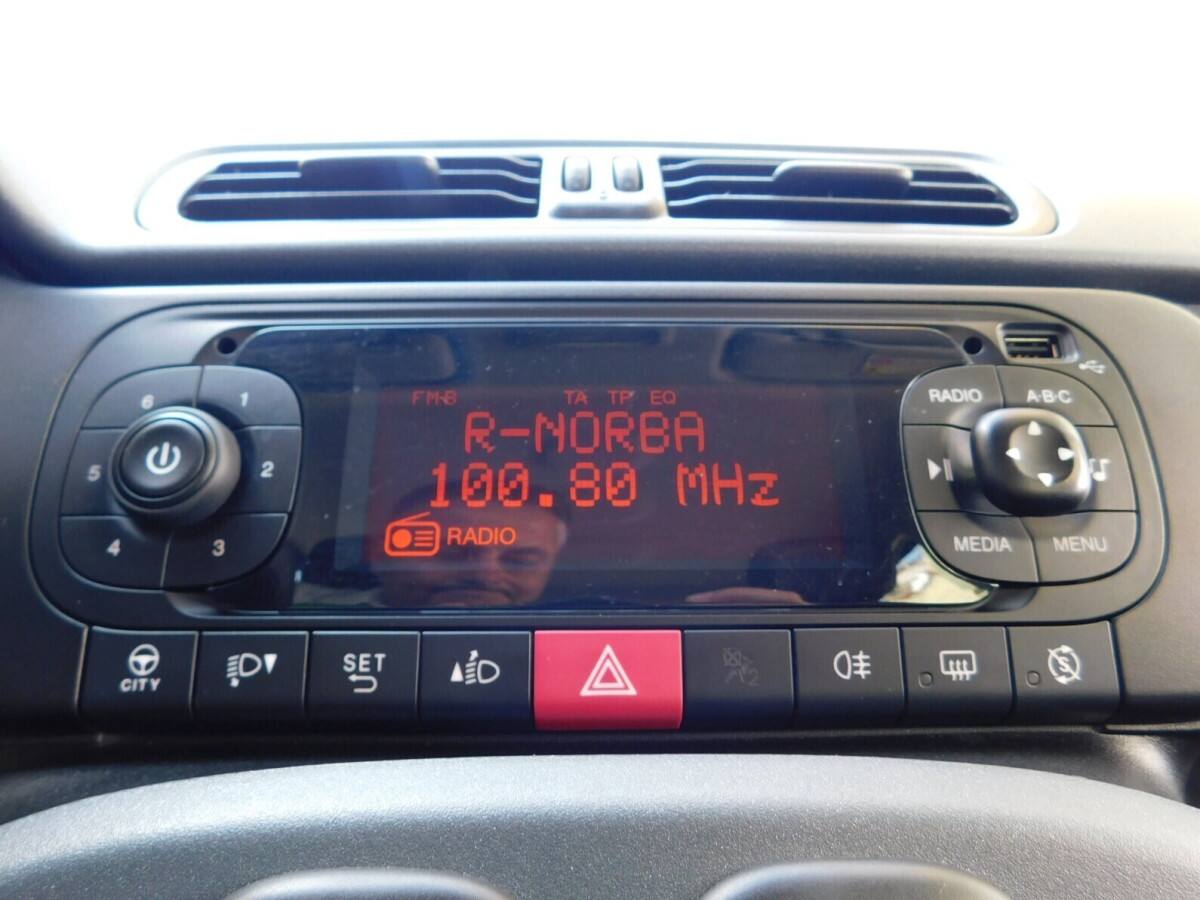 FM-B TA TP EQ
R-NORBA
100.80 MHz
RADIO
6 1
5 2
4 3
RADIO A·B·C
MEDIA MENU
CITY
SET
S